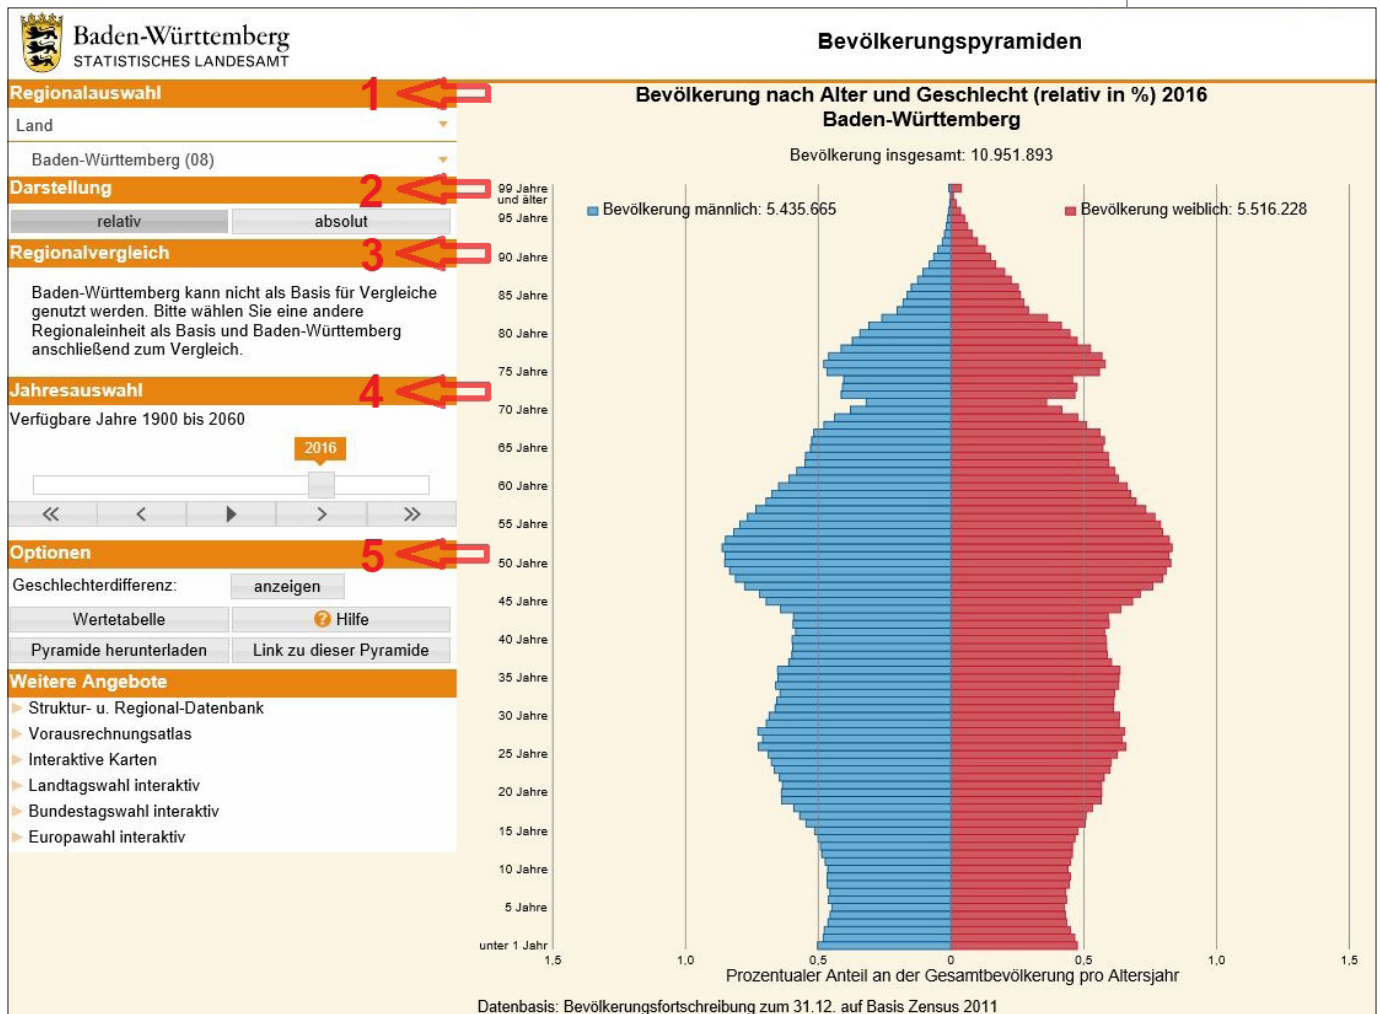 Baden-Württemberg
STATISTISCHES LANDESAMT
Bevölkerungspyramiden
Regionalauswahl 1
Land
Baden-Württemberg (08)
Darstellung 2
relativ absolut
Regionalvergleich 3
Baden-Württemberg kann nicht als Basis für Vergleiche
genutzt werden. Bitte wählen Sie eine andere
Regionaleinheit als Basis und Baden-Württemberg
anschließend zum Vergleich.
Jahresauswahl 4
Verfügbare Jahre 1900 bis 2060
2016
Optionen 5
Geschlechterdifferenz: anzeigen
Wertetabelle ? Hilfe
Pyramide herunterladen Link zu dieser Pyramide
Weitere Angebote
Struktur- u. Regional-Datenbank
Vorausrechnungsatlas
Interaktive Karten
Landtagswahl interaktiv
Bundestagswahl interaktiv
Europawahl interaktiv
Bevölkerung nach Alter und Geschlecht (relativ in %) 2016
Baden-Württemberg
Bevölkerung insgesamt: 10.951.893
99 Jahre
und älter
Bevölkerung männlich: 5.435.665 Bevölkerung weiblich: 5.516.228
95 Jahre
90 Jahre
85 Jahre
80 Jahre
75 Jahre
70 Jahre
65 Jahre
60 Jahre
55 Jahre
50 Jahre
45 Jahre
40 Jahre
35 Jahre
30 Jahre
25 Jahre
20 Jahre
15 Jahre
10 Jahre
5 Jahre
unter 1 Jahr
1,5 1,0 0,5 0 0,5 1,0 1,5
Prozentualer Anteil an der Gesamtbevölkerung pro Altersjahr
Datenbasis: Bevölkerungsfortschreibung zum 31.12. auf Basis Zensus 2011